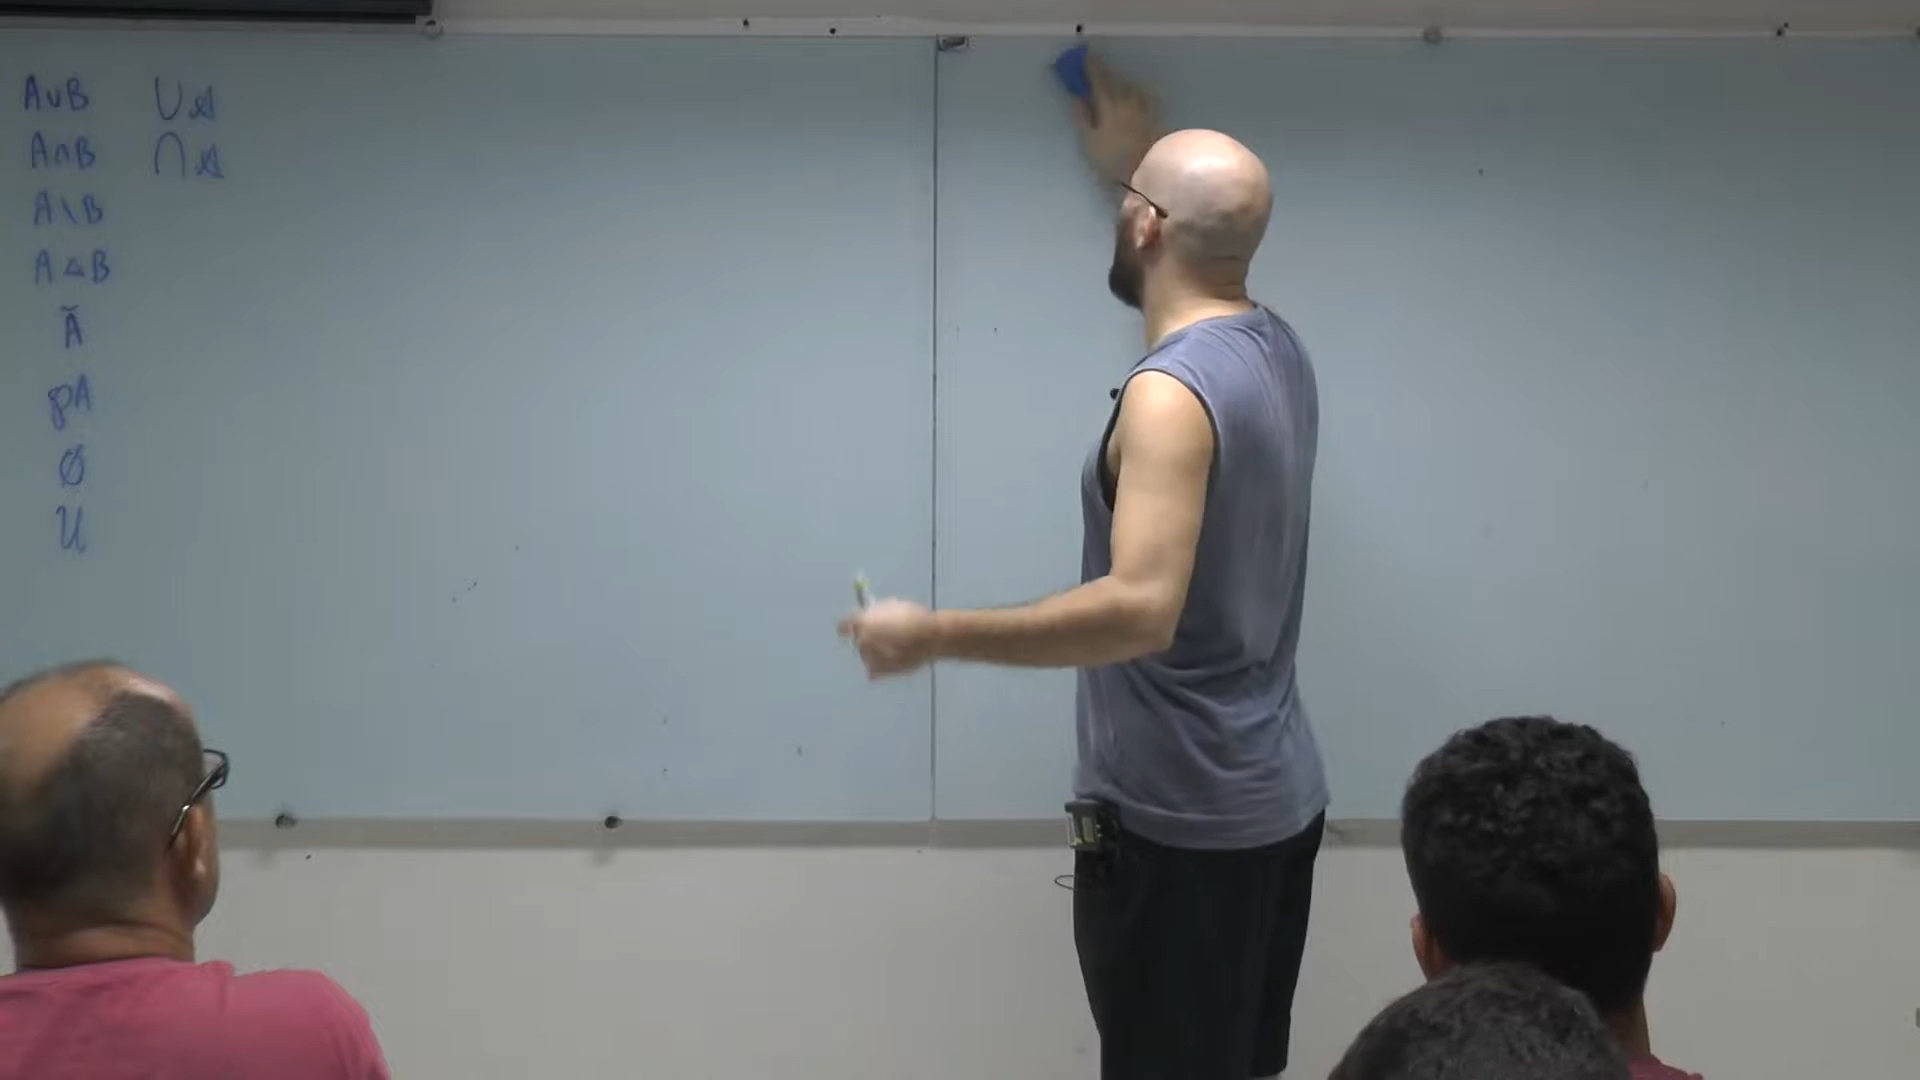 A∪B ⋃𝒜
A∩B ⋂𝒜
A\B
A△B
Ã
℘A
∅
𝒰